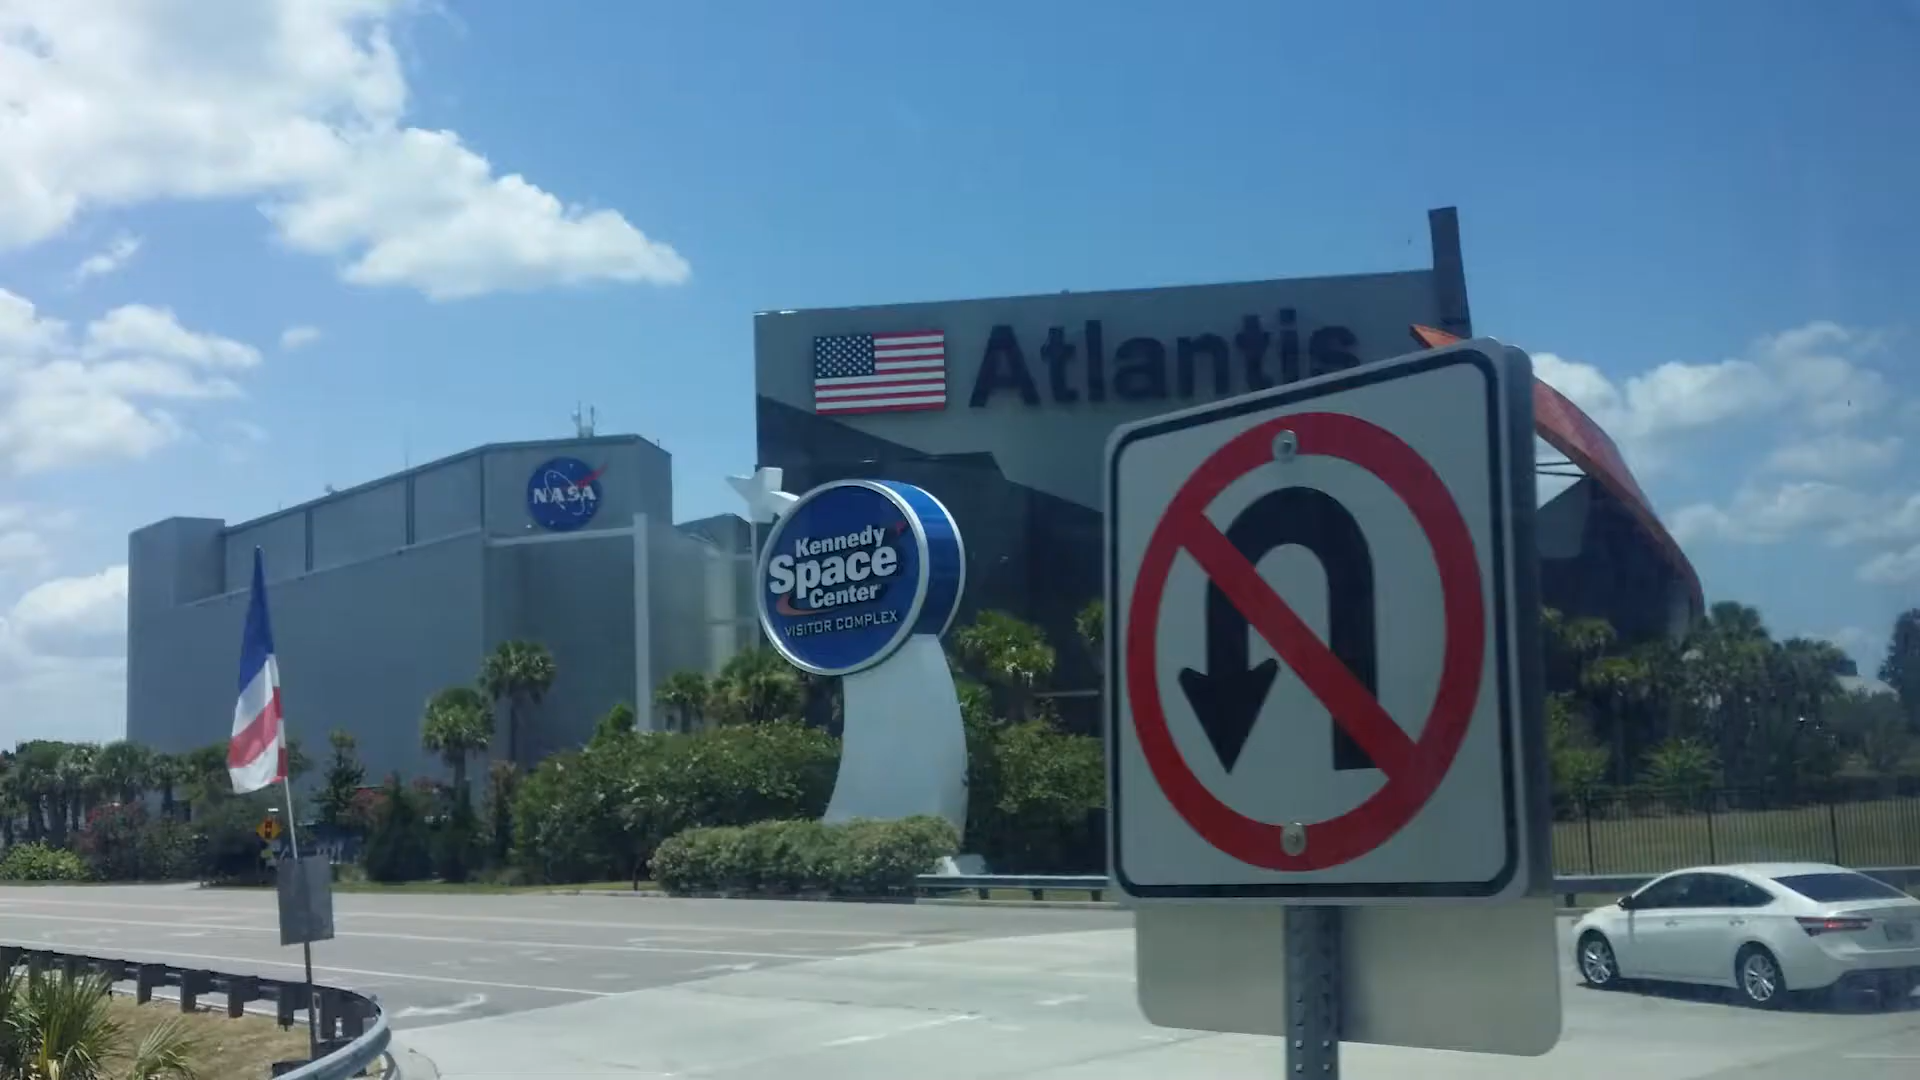 Atlantis
NASA
Kennedy
Space
Center
VISITOR COMPLEX